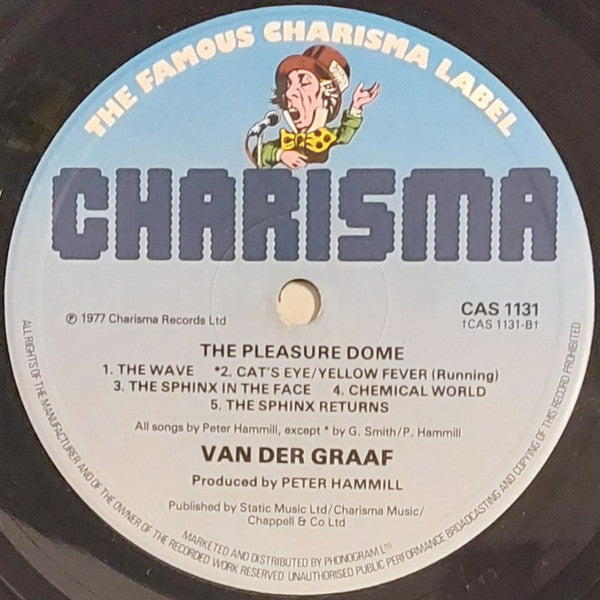 THE FAMOUS CHARISMA LABEL
CHARISMA
℗ 1977 Charisma Records Ltd
CAS 1131
†CAS 1131-B†
THE PLEASURE DOME
1. THE WAVE *2. CAT'S EYE/YELLOW FEVER (Running)
3. THE SPHINX IN THE FACE 4. CHEMICAL WORLD
5. THE SPHINX RETURNS
All songs by Peter Hammill, except * by G. Smith/P. Hammill
VAN DER GRAAF
Produced by PETER HAMMILL
Published by Static Music Ltd/Charisma Music/
Chappell & Co Ltd
MARKETED AND DISTRIBUTED BY PHONOGRAM LTD
ALL RIGHTS OF THE MANUFACTURER AND OF THE OWNER OF THE RECORDED WORK RESERVED UNAUTHORISED PUBLIC PERFORMANCE BROADCASTING AND COPYING OF THIS RECORD PROHIBITED